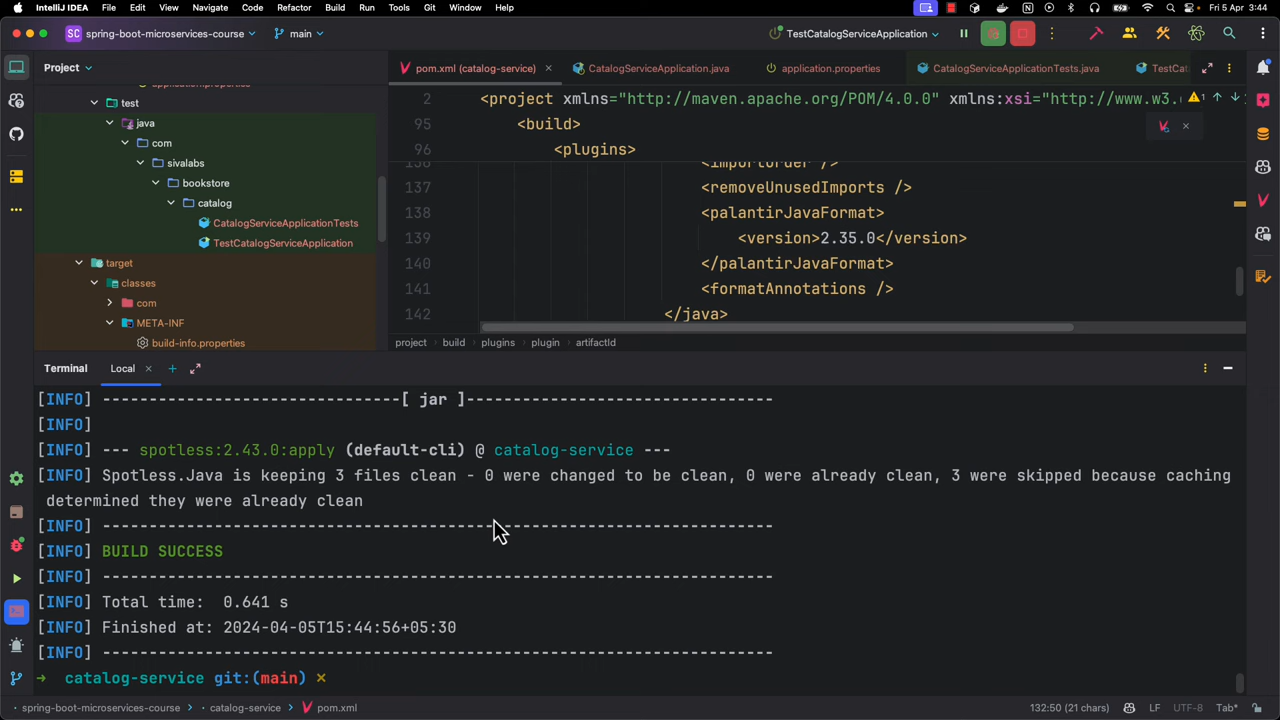 IntelliJ IDEA File Edit View Navigate Code Refactor Build Run Tools Git Window Help Fri 5 Apr 3:44
SC spring-boot-microservices-course main TestCatalogServiceApplication
Project
pom.xml (catalog-service) CatalogServiceApplication.java application.properties CatalogServiceApplicationTests.java TestCat
application.properties
test
java
com
sivalabs
bookstore
catalog
CatalogServiceApplicationTests
TestCatalogServiceApplication
target
classes
com
META-INF
build-info.properties
2 <project xmlns="http://maven.apache.org/POM/4.0.0" xmlns:xsi="http://www.w3. 1
95 <build>
96 <plugins>
136 <importOrder />
137 <removeUnusedImports />
138 <palantirJavaFormat>
139 <version>2.35.0</version>
140 </palantirJavaFormat>
141 <formatAnnotations />
142 </java>
project build plugins plugin artifactId
Terminal Local
[INFO] --------------------------------[ jar ]---------------------------------
[INFO]
[INFO] --- spotless:2.43.0:apply (default-cli) @ catalog-service ---
[INFO] Spotless.Java is keeping 3 files clean - 0 were changed to be clean, 0 were already clean, 3 were skipped because caching
determined they were already clean
[INFO] ------------------------------------------------------------------------
[INFO] BUILD SUCCESS
[INFO] ------------------------------------------------------------------------
[INFO] Total time: 0.641 s
[INFO] Finished at: 2024-04-05T15:44:56+05:30
[INFO] ------------------------------------------------------------------------
→ catalog-service git:(main) ✗
spring-boot-microservices-course catalog-service pom.xml 132:50 (21 chars) LF UTF-8 Tab*